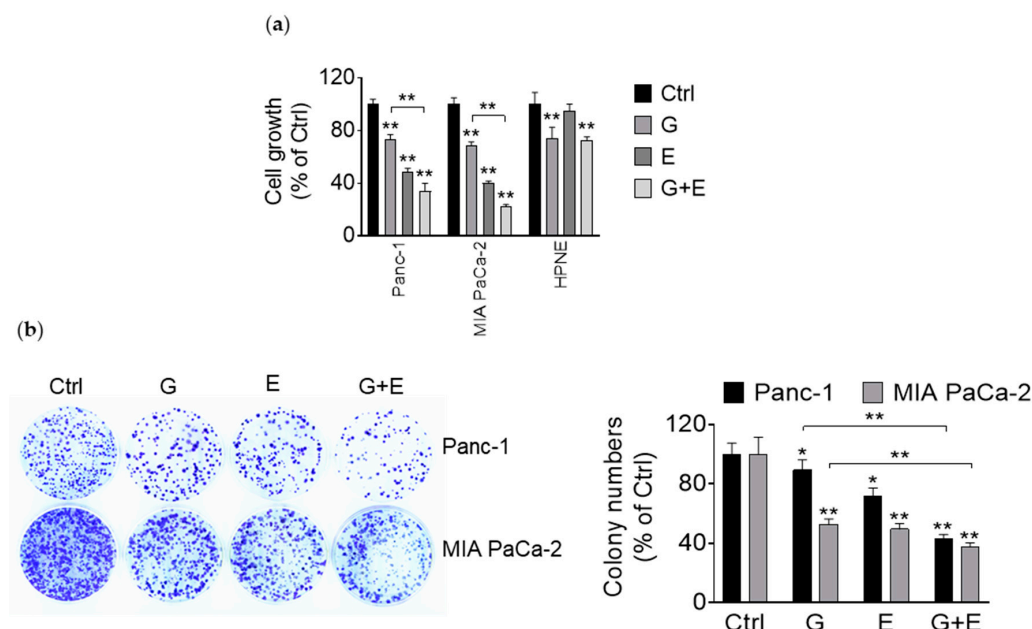 (a)
Cell growth
(% of Ctrl)
120
80
40
0
**
**
**
**
**
**
**
**
**
**
Panc-1
MIA PaCa-2
HPNE
Ctrl
G
E
G+E
(b)
Ctrl G E G+E
Panc-1
MIA PaCa-2
Panc-1 MIA PaCa-2
Colony numbers
(% of Ctrl)
120
80
40
0
**
**
*
**
*
**
**
**
Ctrl G E G+E